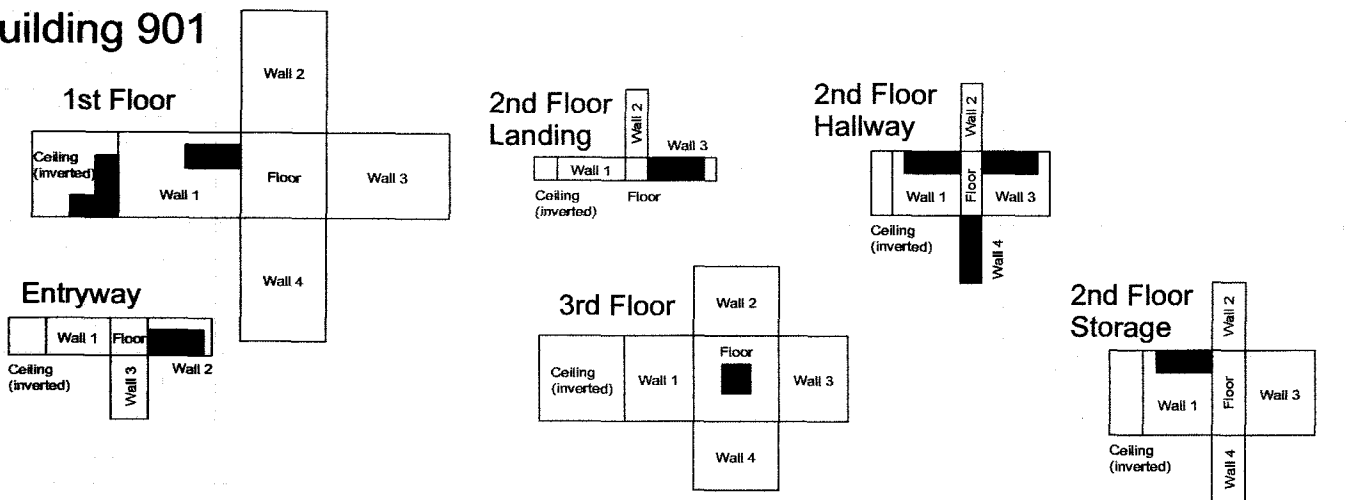 uilding 901
1st Floor
Wall 2
Ceiling
(inverted)
Wall 1
Floor
Wall 3
Wall 4
2nd Floor
Landing
Wall 2
Wall 3
Wall 1
Ceiling
(inverted)
Floor
2nd Floor
Hallway
Wall 2
Wall 1
Floor
Wall 3
Ceiling
(inverted)
Wall 4
Entryway
Wall 1
Floor
Ceiling
(inverted)
Wall 3
Wall 2
3rd Floor
Wall 2
Floor
Ceiling
(inverted)
Wall 1
Wall 3
Wall 4
2nd Floor
Storage
Wall 2
Wall 1
Floor
Wall 3
Ceiling
(inverted)
Wall 4